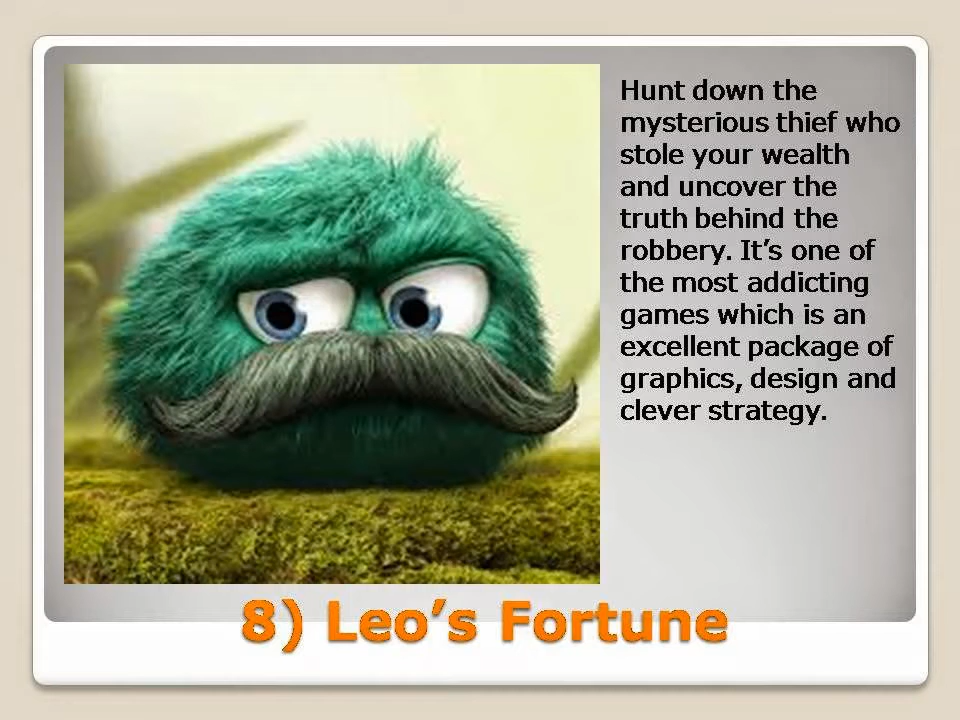 Hunt down the
mysterious thief who
stole your wealth
and uncover the
truth behind the
robbery. It’s one of
the most addicting
games which is an
excellent package of
graphics, design and
clever strategy.
8) Leo’s Fortune